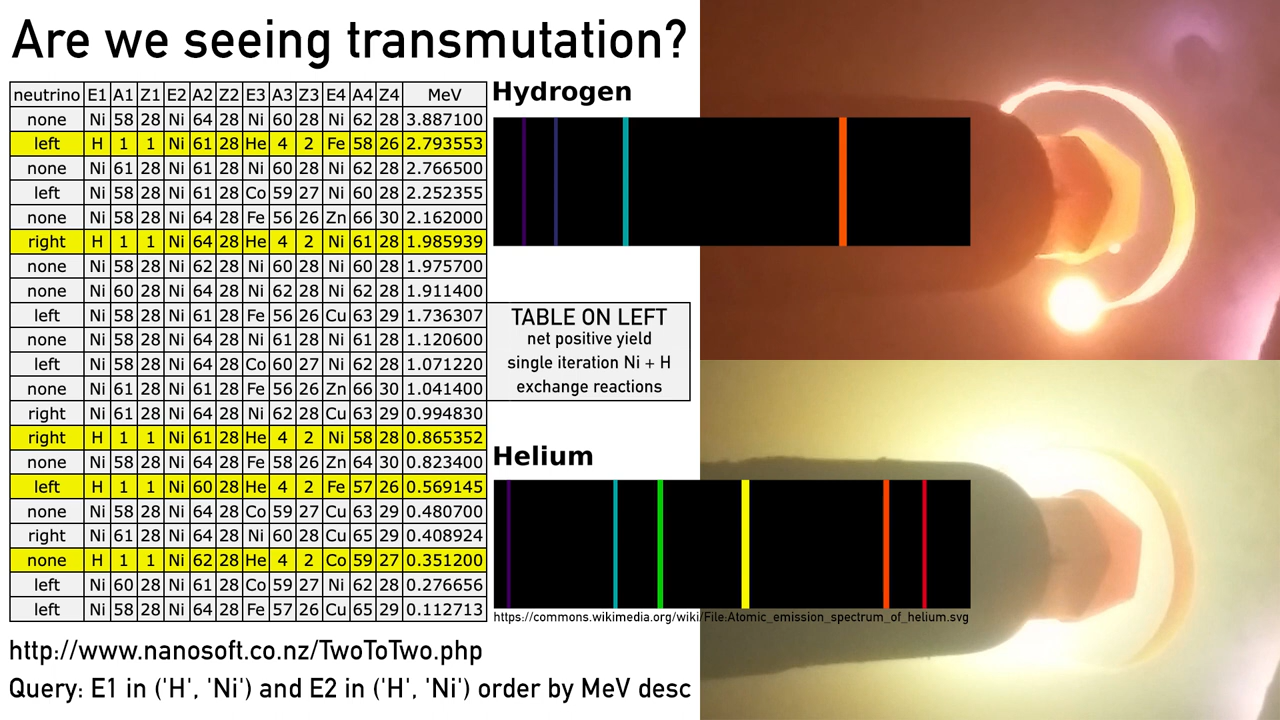 Are we seeing transmutation?
neutrino E1 A1 Z1 E2 A2 Z2 E3 A3 Z3 E4 A4 Z4 MeV
none Ni 58 28 Ni 64 28 Ni 60 28 Ni 62 28 3.887100
left H 1 1 Ni 61 28 He 4 2 Fe 58 26 2.793553
none Ni 61 28 Ni 61 28 Ni 60 28 Ni 62 28 2.766500
left Ni 58 28 Ni 61 28 Co 59 27 Ni 60 28 2.252355
none Ni 58 28 Ni 64 28 Fe 56 26 Zn 66 30 2.162000
right H 1 1 Ni 64 28 He 4 2 Ni 61 28 1.985939
none Ni 58 28 Ni 62 28 Ni 60 28 Ni 60 28 1.975700
none Ni 60 28 Ni 64 28 Ni 62 28 Ni 62 28 1.911400
left Ni 58 28 Ni 61 28 Fe 56 26 Cu 63 29 1.736307
none Ni 58 28 Ni 64 28 Ni 61 28 Ni 61 28 1.120600
left Ni 58 28 Ni 64 28 Co 60 27 Ni 62 28 1.071220
none Ni 61 28 Ni 61 28 Fe 56 26 Zn 66 30 1.041400
right Ni 61 28 Ni 64 28 Ni 62 28 Cu 63 29 0.994830
right H 1 1 Ni 61 28 He 4 2 Ni 58 28 0.865352
none Ni 58 28 Ni 64 28 Fe 58 26 Zn 64 30 0.823400
left H 1 1 Ni 60 28 He 4 2 Fe 57 26 0.569145
none Ni 58 28 Ni 64 28 Co 59 27 Cu 63 29 0.480700
right Ni 61 28 Ni 64 28 Ni 60 28 Cu 65 29 0.408924
none H 1 1 Ni 62 28 He 4 2 Co 59 27 0.351200
left Ni 60 28 Ni 61 28 Co 59 27 Ni 62 28 0.276656
left Ni 58 28 Ni 64 28 Fe 57 26 Cu 65 29 0.112713
Hydrogen
TABLE ON LEFT
net positive yield
single iteration Ni + H
exchange reactions
Helium
https://commons.wikimedia.org/wiki/File:Atomic_emission_spectrum_of_helium.svg
http://www.nanosoft.co.nz/TwoToTwo.php
Query: E1 in ('H', 'Ni') and E2 in ('H', 'Ni') order by MeV desc